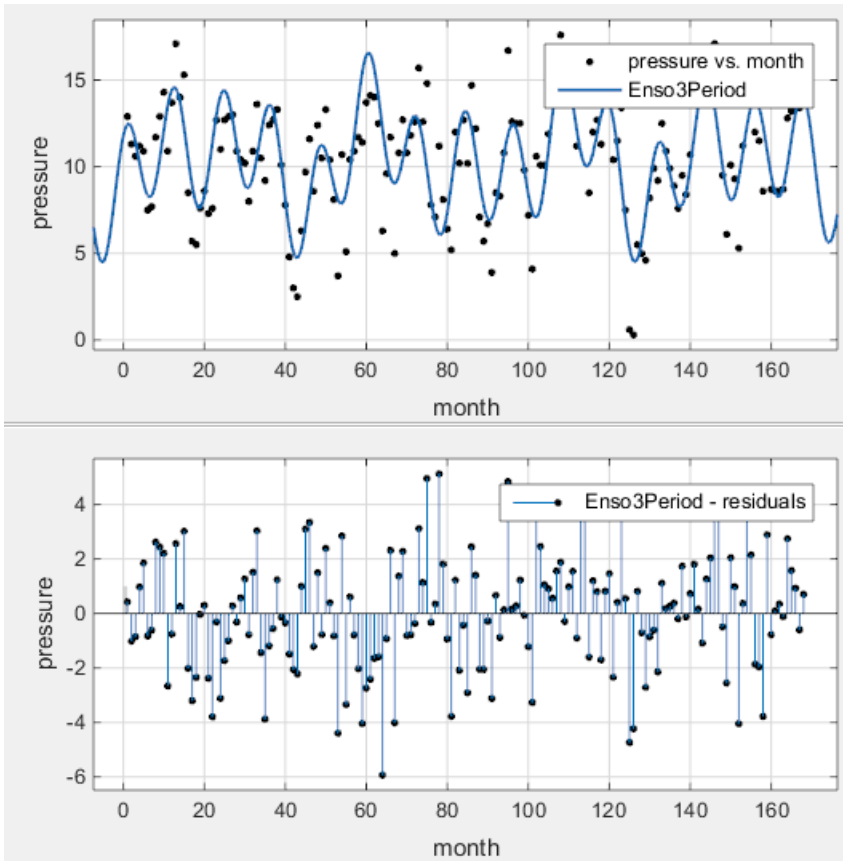 15
10
5
0
pressure
pressure vs. month
Enso3Period
0 20 40 60 80 100 120 140 160
month
4
2
0
-2
-4
-6
pressure
Enso3Period - residuals
0 20 40 60 80 100 120 140 160
month